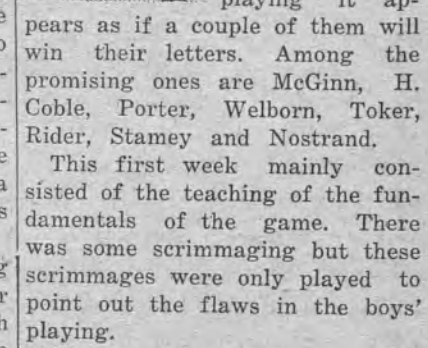 playing it ap-
pears as if a couple of them will
win their letters. Among the
promising ones are McGinn, H.
Coble, Porter, Welborn, Toker,
Rider, Stamey and Nostrand.
This first week mainly con-
sisted of the teaching of the fun-
damentals of the game. There
was some scrimmaging but these
scrimmages were only played to
point out the flaws in the boys'
playing.